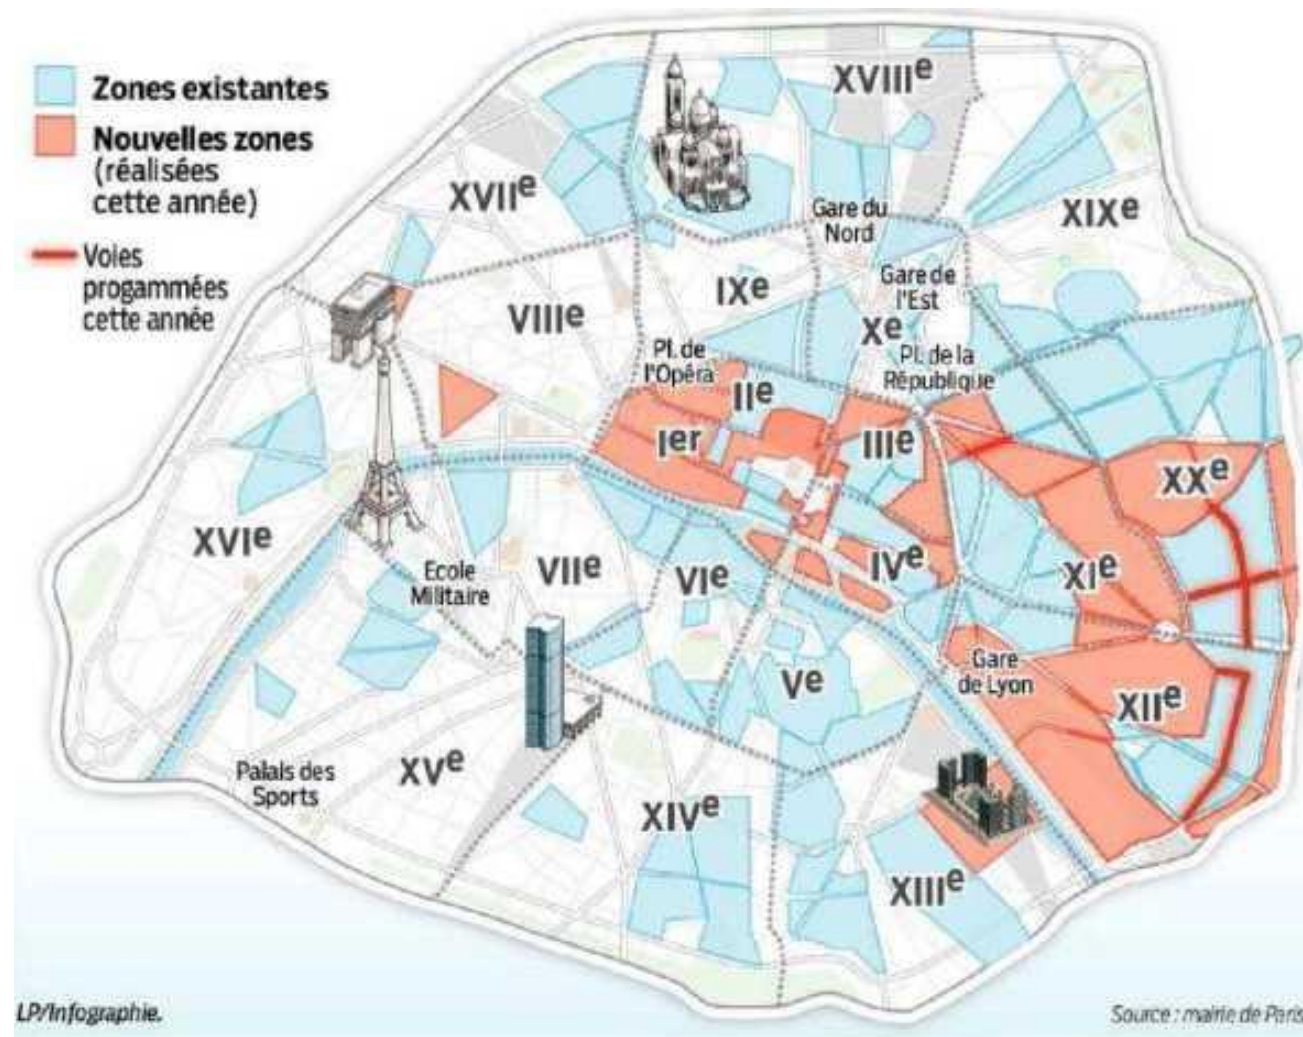 Zones existantes
Nouvelles zones
(réalisées
cette année)
Voies
progammées
cette année
XVIIIe
XVIIe
XIXe
Gare du
Nord
Gare de
l'Est
IXe
VIIIe
Xe
Pl. de
l'Opéra
Pl. de la
République
IIe
Ier
IIIe
XXe
XVIe
Ecole
Militaire
VIIe
VIe
IVe
XIe
Ve
Gare
de Lyon
XIIe
Palais des
Sports
XVe
XIVe
XIIIe
LP/Infographie.
Source : mairie de Paris